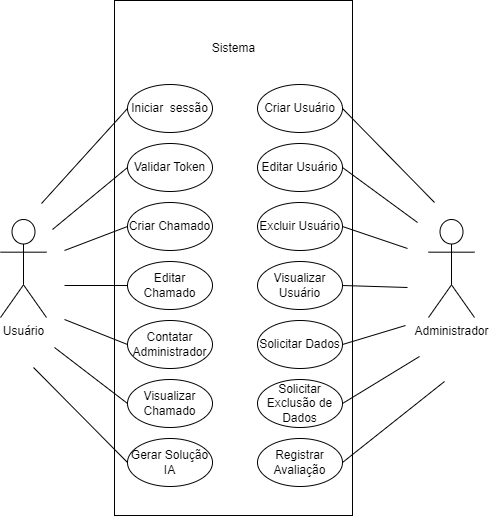 Sistema
Iniciar sessão
Criar Usuário
Validar Token
Editar Usuário
Criar Chamado
Excluir Usuário
Editar
Chamado
Visualizar
Usuário
Usuário
Administrador
Contatar
Administrador
Solicitar Dados
Visualizar
Chamado
Solicitar
Exclusão de
Dados
Gerar Solução
IA
Registrar
Avaliação